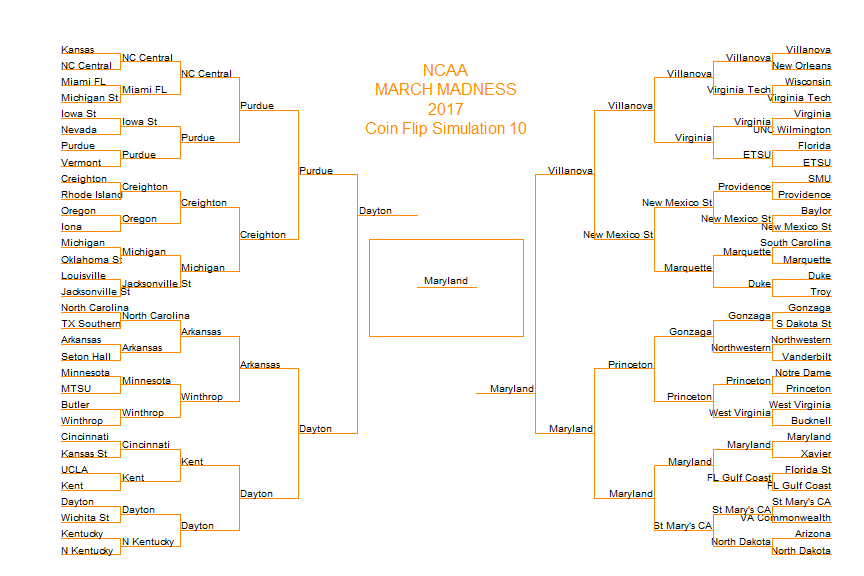 NCAA
MARCH MADNESS
2017
Coin Flip Simulation 10
Kansas
NC Central
Miami FL
Michigan St
Iowa St
Nevada
Purdue
Vermont
Creighton
Rhode Island
Oregon
Iona
Michigan
Oklahoma St
Louisville
Jacksonville St
North Carolina
TX Southern
Arkansas
Seton Hall
Minnesota
MTSU
Butler
Winthrop
Cincinnati
Kansas St
UCLA
Kent
Dayton
Wichita St
Kentucky
N Kentucky
NC Central
Miami FL
Iowa St
Purdue
Creighton
Oregon
Michigan
Jacksonville St
North Carolina
Arkansas
Minnesota
Winthrop
Cincinnati
Kent
Dayton
N Kentucky
NC Central
Purdue
Creighton
Michigan
Arkansas
Winthrop
Kent
Dayton
Purdue
Creighton
Arkansas
Dayton
Purdue
Dayton
Dayton
Maryland
Maryland
Villanova
Maryland
Villanova
New Mexico St
Princeton
Maryland
Villanova
Virginia
New Mexico St
Marquette
Gonzaga
Princeton
Maryland
St Mary's CA
Villanova
Virginia Tech
Virginia
ETSU
Providence
New Mexico St
Marquette
Duke
Gonzaga
Northwestern
Princeton
West Virginia
Maryland
FL Gulf Coast
St Mary's CA
North Dakota
Villanova
New Orleans
Wisconsin
Virginia Tech
Virginia
UNC Wilmington
Florida
ETSU
SMU
Providence
Baylor
New Mexico St
South Carolina
Marquette
Duke
Troy
Gonzaga
S Dakota St
Northwestern
Vanderbilt
Notre Dame
Princeton
West Virginia
Bucknell
Maryland
Xavier
Florida St
FL Gulf Coast
St Mary's CA
VA Commonwealth
Arizona
North Dakota